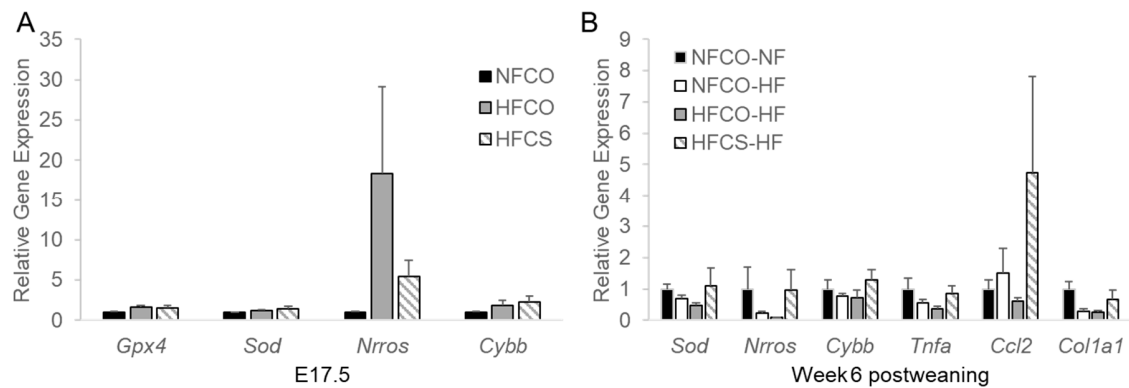 A
35
30
25
20
15
10
5
0
Relative Gene Expression
NFCO
HFCO
HFCS
Gpx4 Sod Nrros Cybb
E17.5
B
9
8
7
6
5
4
3
2
1
0
Relative Gene Expression
NFCO-NF
NFCO-HF
HFCO-HF
HFCS-HF
Sod Nrros Cybb Tnfa Ccl2 Col1a1
Week 6 postweaning